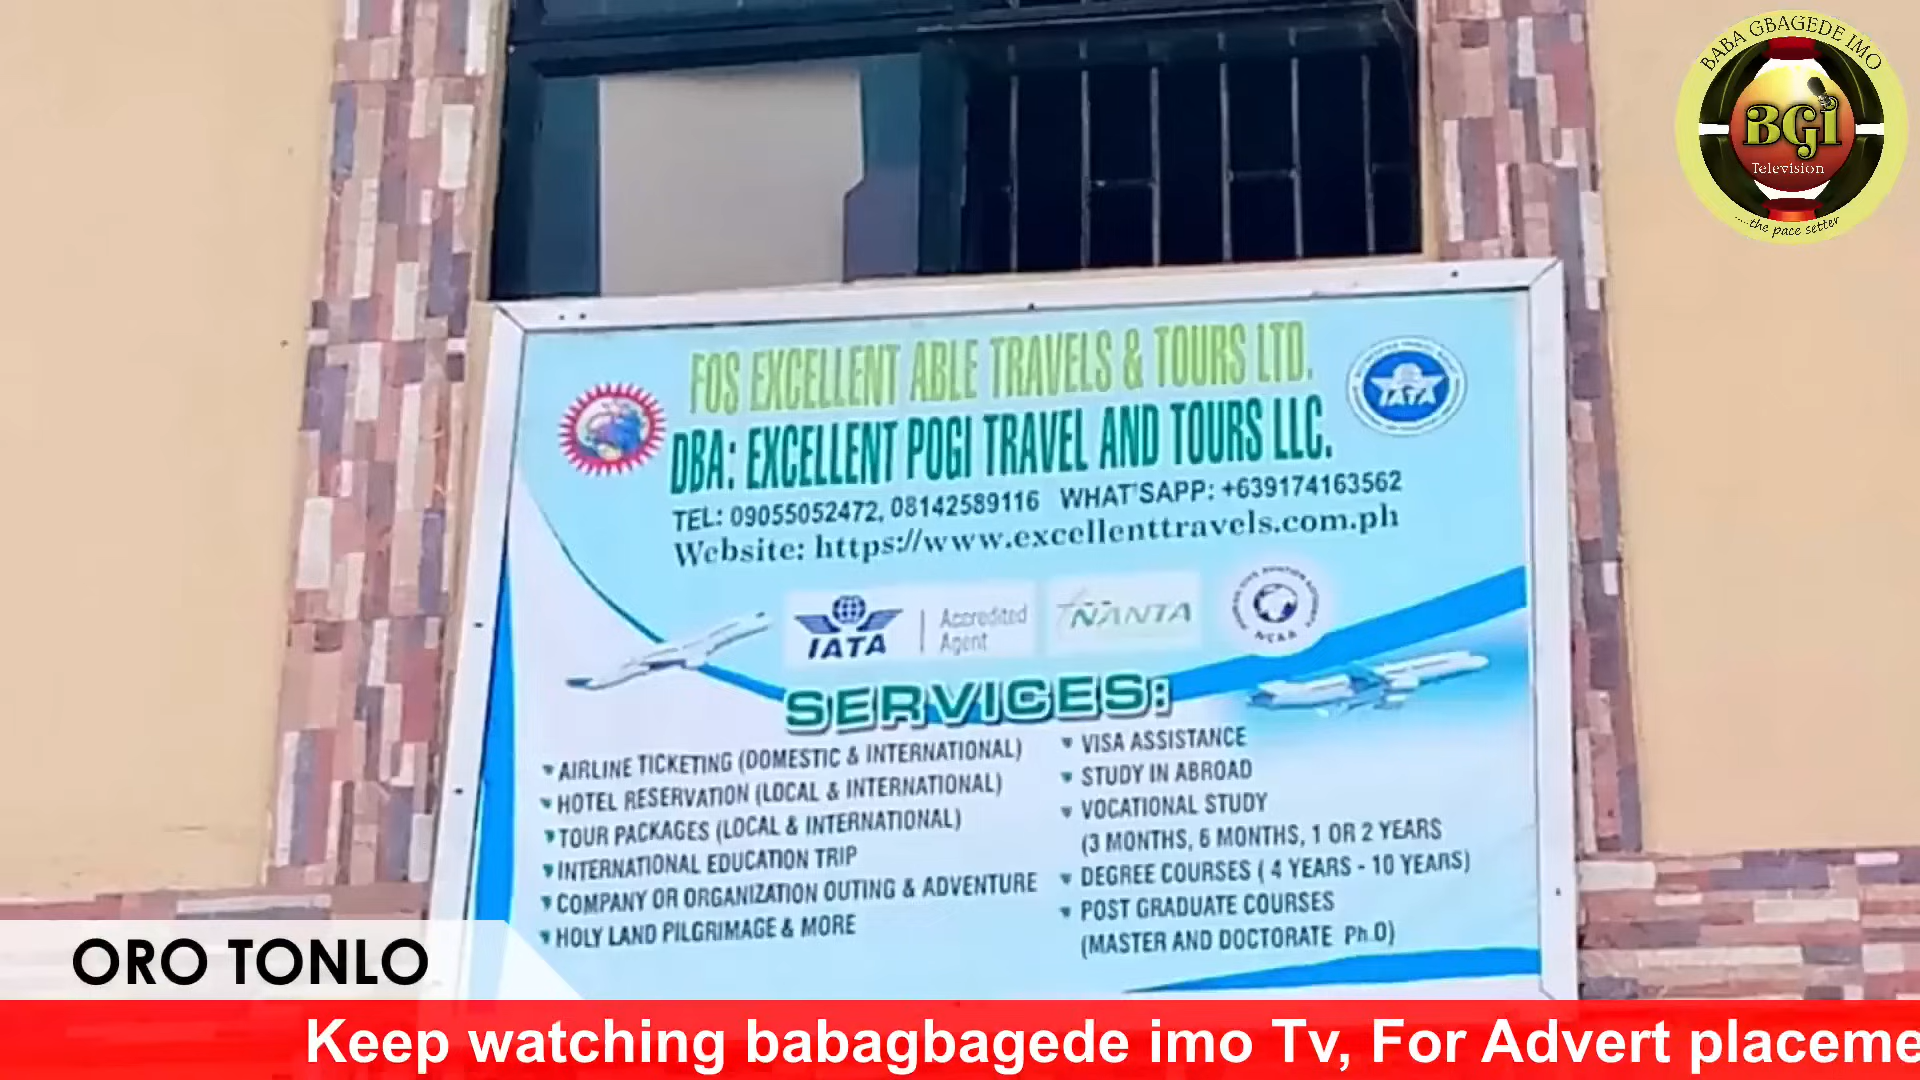 BABA GBAGEDE IMO
BGI
Television
.....the pace setter
FOS EXCELLENT ABLE TRAVELS & TOURS LTD.
DBA: EXCELLENT POGI TRAVEL AND TOURS LLC.
IATA
TEL: 09055052472, 08142589116 WHAT'SAPP: +639174163562
Website: https://www.excellenttravels.com.ph
IATA
Accredited
Agent
NANTA
NCAA
SERVICES:
AIRLINE TICKETING (DOMESTIC & INTERNATIONAL)
HOTEL RESERVATION (LOCAL & INTERNATIONAL)
TOUR PACKAGES (LOCAL & INTERNATIONAL)
INTERNATIONAL EDUCATION TRIP
COMPANY OR ORGANIZATION OUTING & ADVENTURE
HOLY LAND PILGRIMAGE & MORE
VISA ASSISTANCE
STUDY IN ABROAD
VOCATIONAL STUDY
(3 MONTHS, 6 MONTHS, 1 OR 2 YEARS
DEGREE COURSES ( 4 YEARS - 10 YEARS)
POST GRADUATE COURSES
(MASTER AND DOCTORATE Ph.D)
ORO TONLO
Keep watching babagbagede imo Tv, For Advert placeme